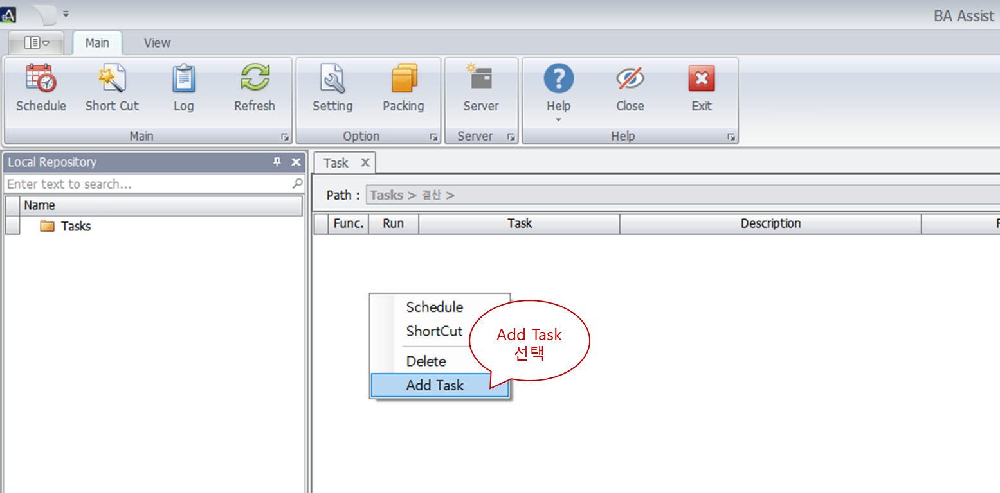 BA Assist
Main View
Schedule Short Cut Log Refresh Setting Packing Server Help Close Exit
Main Option Server Help
Local Repository
Enter text to search...
Name
Tasks
Task
Path : Tasks > 결산 >
Func. Run Task Description
Schedule
ShortCut
Delete
Add Task
Add Task
선택